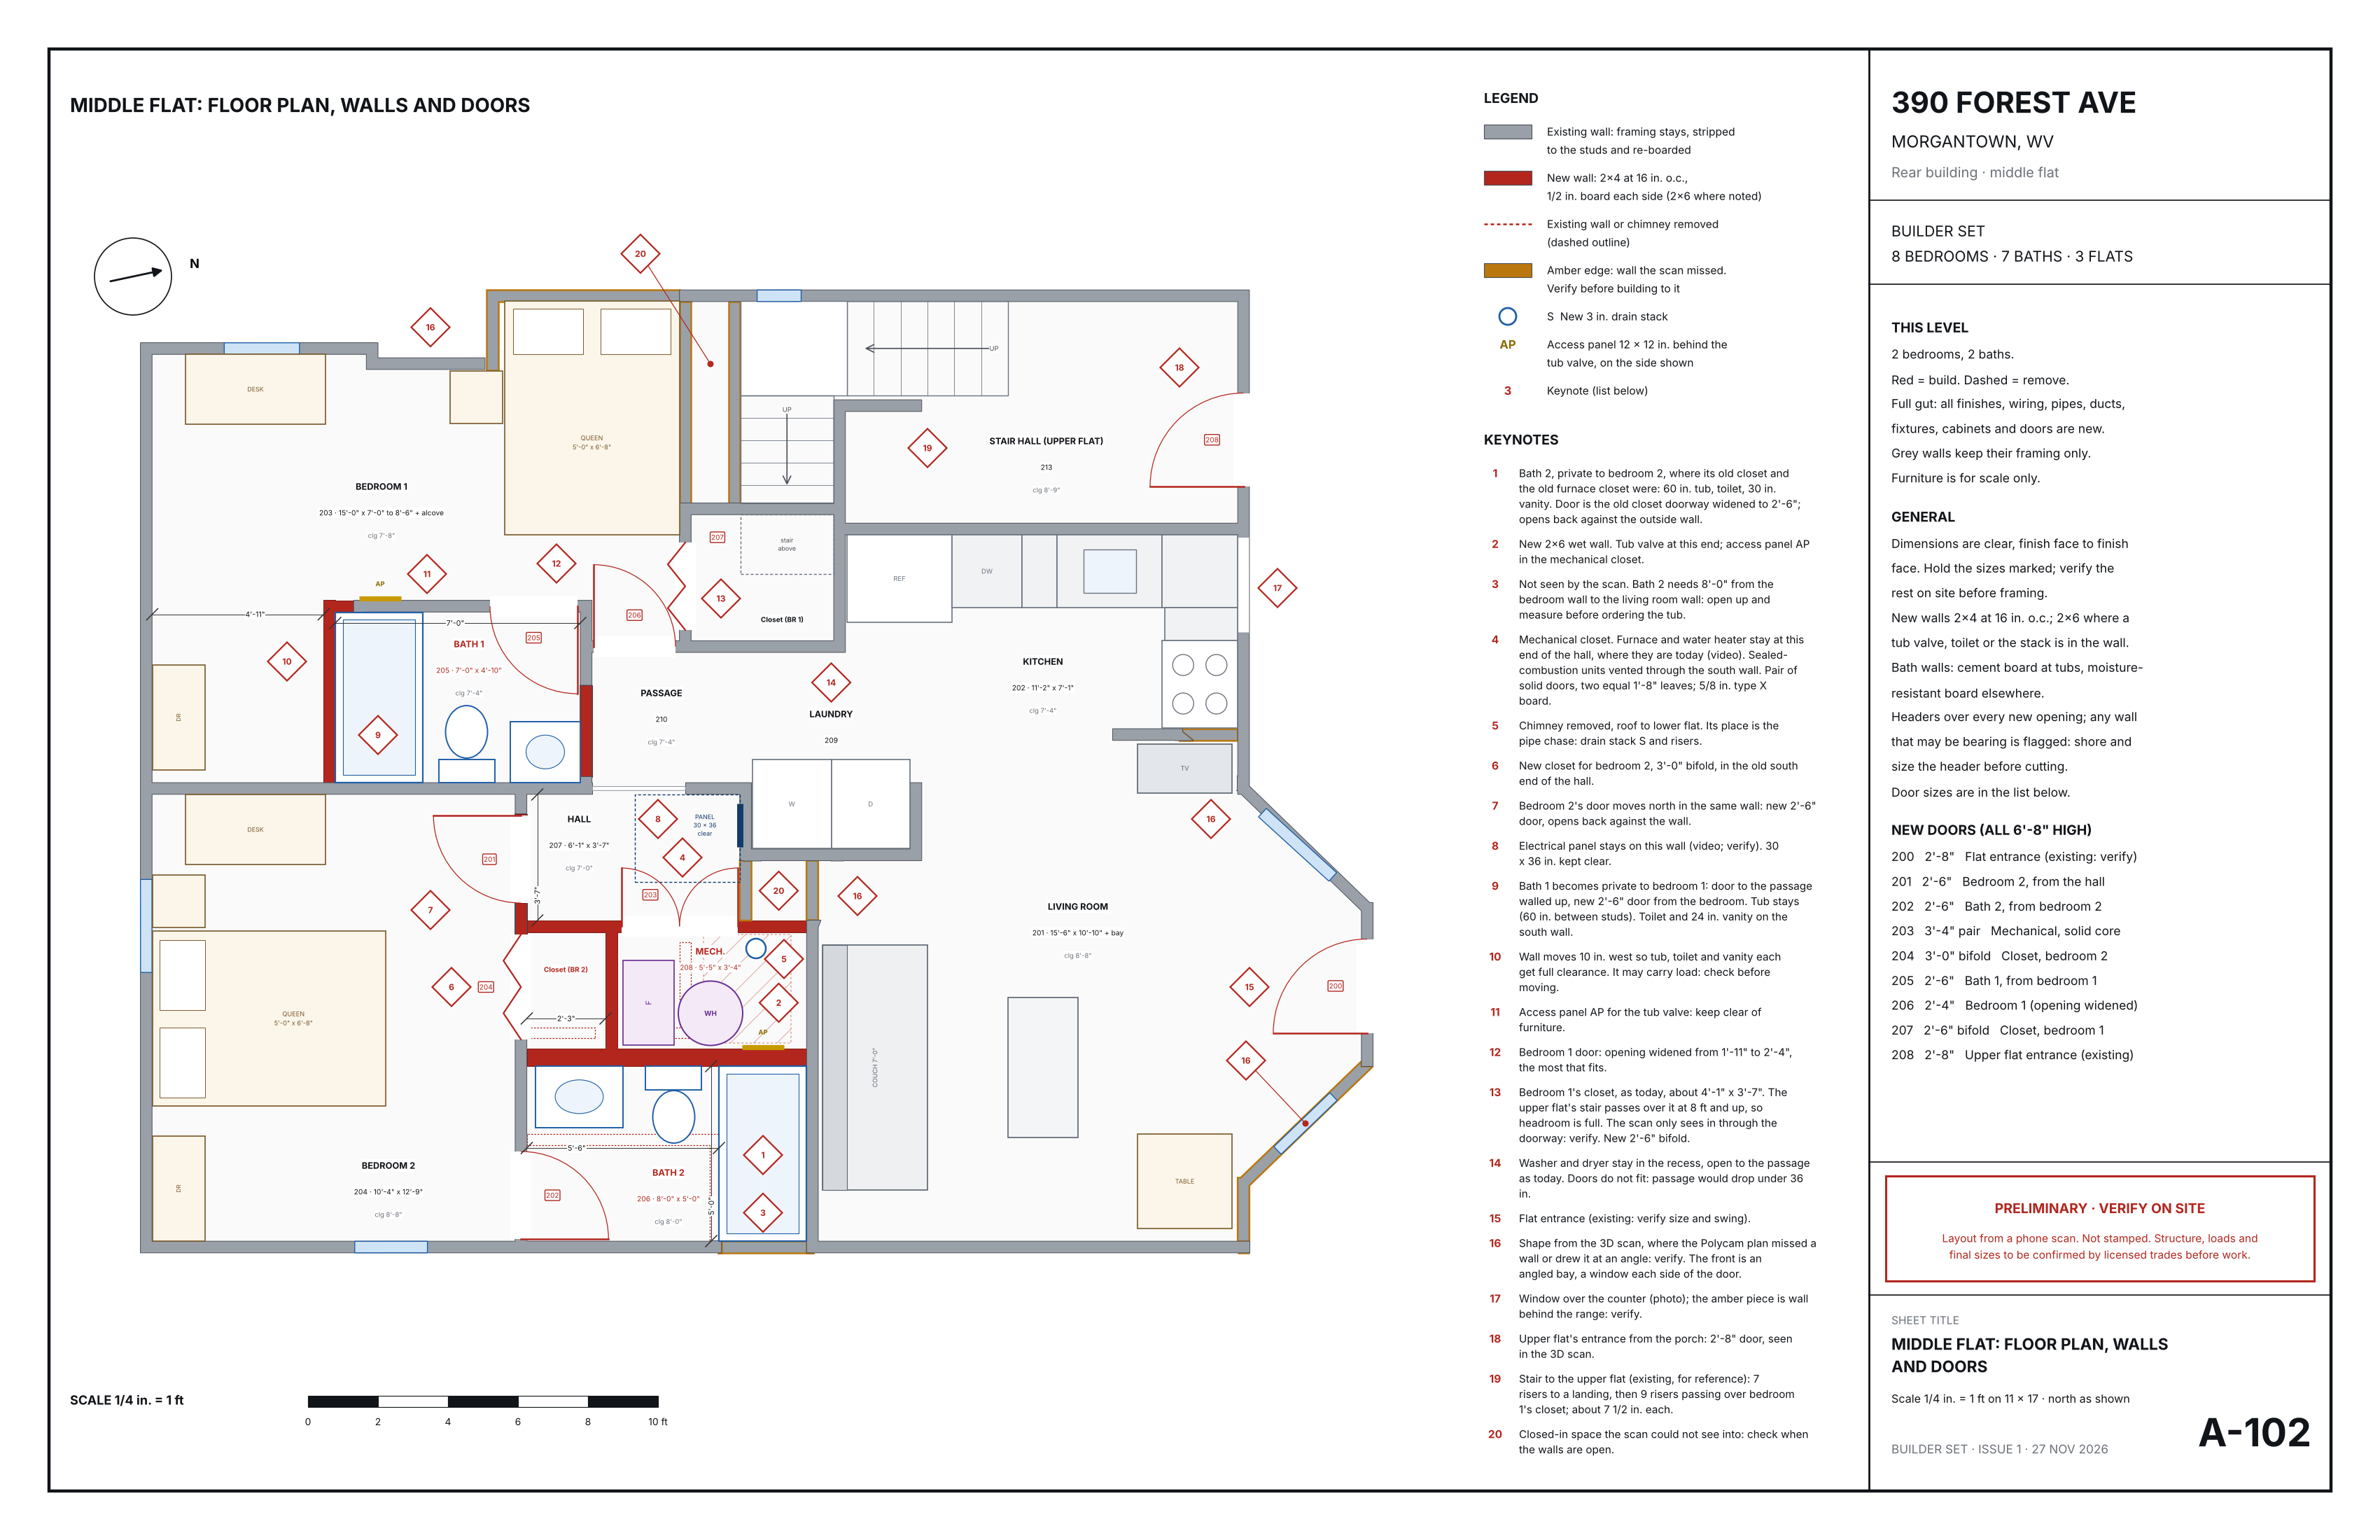 MIDDLE FLAT: FLOOR PLAN, WALLS AND DOORS
N
20
16
UP
18
DESK
UP
QUEEN
5'-0" x 6'-8"
19
STAIR HALL (UPPER FLAT)
213
clg 8'-9"
208
BEDROOM 1
203 · 15'-0" x 7'-0" to 8'-6" + alcove
clg 7'-8"
207
stair
above
12
11
AP
REF
DW
17
13
4'-11"
7'-0"
205
206
Closet (BR 1)
BATH 1
205 · 7'-0" x 4'-10"
clg 7'-4"
10
KITCHEN
202 · 11'-2" x 7'-1"
clg 7'-4"
14
PASSAGE
210
clg 7'-4"
LAUNDRY
209
DR
9
TV
W
D
DESK
HALL
207 · 6'-1" x 3'-7"
clg 7'-0"
8
PANEL
30 × 36
clear
16
4
201
3'-7"
203
20
16
7
LIVING ROOM
201 · 15'-6" x 10'-10" + bay
clg 8'-8"
MECH.
208 · 5'-5" x 3'-4"
5
Closet (BR 2)
6
204
F
WH
2
15
200
QUEEN
5'-0" x 6'-8"
2'-3"
AP
COUCH 7'-0"
16
5'-6"
1
BEDROOM 2
204 · 10'-4" x 12'-9"
clg 8'-8"
DR
202
BATH 2
206 · 8'-0" x 5'-0"
clg 8'-0"
5'-0"
3
TABLE
SCALE 1/4 in. = 1 ft
0 2 4 6 8 10 ft
LEGEND
Existing wall: framing stays, stripped
to the studs and re-boarded
New wall: 2×4 at 16 in. o.c.,
1/2 in. board each side (2×6 where noted)
Existing wall or chimney removed
(dashed outline)
Amber edge: wall the scan missed.
Verify before building to it
S New 3 in. drain stack
AP Access panel 12 × 12 in. behind the
tub valve, on the side shown
3 Keynote (list below)
KEYNOTES
1 Bath 2, private to bedroom 2, where its old closet and
the old furnace closet were: 60 in. tub, toilet, 30 in.
vanity. Door is the old closet doorway widened to 2'-6";
opens back against the outside wall.
2 New 2×6 wet wall. Tub valve at this end; access panel AP
in the mechanical closet.
3 Not seen by the scan. Bath 2 needs 8'-0" from the
bedroom wall to the living room wall: open up and
measure before ordering the tub.
4 Mechanical closet. Furnace and water heater stay at this
end of the hall, where they are today (video). Sealed-
combustion units vented through the south wall. Pair of
solid doors, two equal 1'-8" leaves; 5/8 in. type X
board.
5 Chimney removed, roof to lower flat. Its place is the
pipe chase: drain stack S and risers.
6 New closet for bedroom 2, 3'-0" bifold, in the old south
end of the hall.
7 Bedroom 2's door moves north in the same wall: new 2'-6"
door, opens back against the wall.
8 Electrical panel stays on this wall (video; verify). 30
x 36 in. kept clear.
9 Bath 1 becomes private to bedroom 1: door to the passage
walled up, new 2'-6" door from the bedroom. Tub stays
(60 in. between studs). Toilet and 24 in. vanity on the
south wall.
10 Wall moves 10 in. west so tub, toilet and vanity each
get full clearance. It may carry load: check before
moving.
11 Access panel AP for the tub valve: keep clear of
furniture.
12 Bedroom 1 door: opening widened from 1'-11" to 2'-4",
the most that fits.
13 Bedroom 1's closet, as today, about 4'-1" x 3'-7". The
upper flat's stair passes over it at 8 ft and up, so
headroom is full. The scan only sees in through the
doorway: verify. New 2'-6" bifold.
14 Washer and dryer stay in the recess, open to the passage
as today. Doors do not fit: passage would drop under 36
in.
15 Flat entrance (existing: verify size and swing).
16 Shape from the 3D scan, where the Polycam plan missed a
wall or drew it at an angle: verify. The front is an
angled bay, a window each side of the door.
17 Window over the counter (photo); the amber piece is wall
behind the range: verify.
18 Upper flat's entrance from the porch: 2'-8" door, seen
in the 3D scan.
19 Stair to the upper flat (existing, for reference): 7
risers to a landing, then 9 risers passing over bedroom
1's closet; about 7 1/2 in. each.
20 Closed-in space the scan could not see into: check when
the walls are open.
390 FOREST AVE
MORGANTOWN, WV
Rear building · middle flat
BUILDER SET
8 BEDROOMS · 7 BATHS · 3 FLATS
THIS LEVEL
2 bedrooms, 2 baths.
Red = build. Dashed = remove.
Full gut: all finishes, wiring, pipes, ducts,
fixtures, cabinets and doors are new.
Grey walls keep their framing only.
Furniture is for scale only.
GENERAL
Dimensions are clear, finish face to finish
face. Hold the sizes marked; verify the
rest on site before framing.
New walls 2×4 at 16 in. o.c.; 2×6 where a
tub valve, toilet or the stack is in the wall.
Bath walls: cement board at tubs, moisture-
resistant board elsewhere.
Headers over every new opening; any wall
that may be bearing is flagged: shore and
size the header before cutting.
Door sizes are in the list below.
NEW DOORS (ALL 6'-8" HIGH)
200 2'-8" Flat entrance (existing: verify)
201 2'-6" Bedroom 2, from the hall
202 2'-6" Bath 2, from bedroom 2
203 3'-4" pair Mechanical, solid core
204 3'-0" bifold Closet, bedroom 2
205 2'-6" Bath 1, from bedroom 1
206 2'-4" Bedroom 1 (opening widened)
207 2'-6" bifold Closet, bedroom 1
208 2'-8" Upper flat entrance (existing)
PRELIMINARY · VERIFY ON SITE
Layout from a phone scan. Not stamped. Structure, loads and
final sizes to be confirmed by licensed trades before work.
SHEET TITLE
MIDDLE FLAT: FLOOR PLAN, WALLS
AND DOORS
Scale 1/4 in. = 1 ft on 11 × 17 · north as shown
BUILDER SET · ISSUE 1 · 27 NOV 2026
A-102